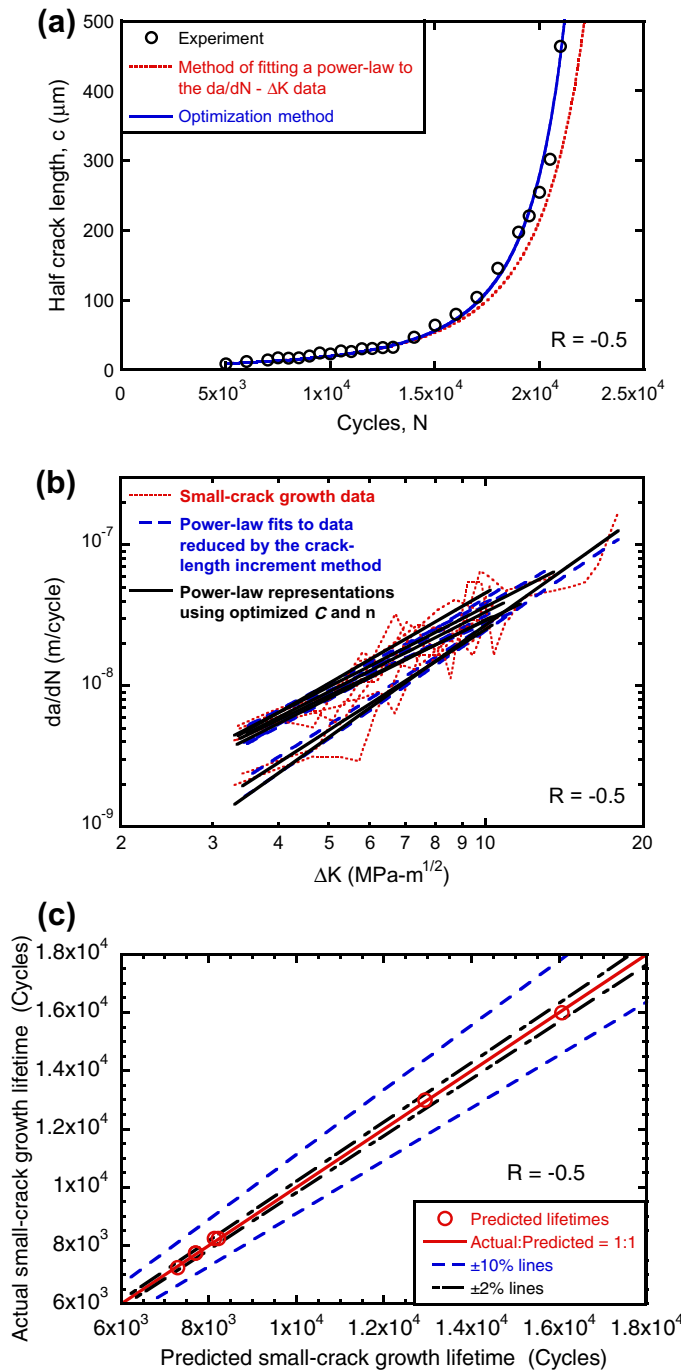 (a)
500
400
300
200
100
0
Half crack length, c (μm)
Experiment
Method of fitting a power-law to
the da/dN - ΔK data
Optimization method
R = -0.5
0
5x10³
1x10⁴
1.5x10⁴
2x10⁴
2.5x10⁴
Cycles, N
(b)
10⁻⁷
10⁻⁸
10⁻⁹
da/dN (m/cycle)
Small-crack growth data
Power-law fits to data
reduced by the crack-
length increment method
Power-law representations
using optimized C and n
R = -0.5
2
3
4
5
6
7
8
9
10
20
ΔK (MPa-m^{1/2})
(c)
1.8x10⁴
1.6x10⁴
1.4x10⁴
1.2x10⁴
1x10⁴
8x10³
6x10³
Actual small-crack growth lifetime (Cycles)
R = -0.5
Predicted lifetimes
Actual:Predicted = 1:1
±10% lines
±2% lines
6x10³
8x10³
1x10⁴
1.2x10⁴
1.4x10⁴
1.6x10⁴
1.8x10⁴
Predicted small-crack growth lifetime (Cycles)